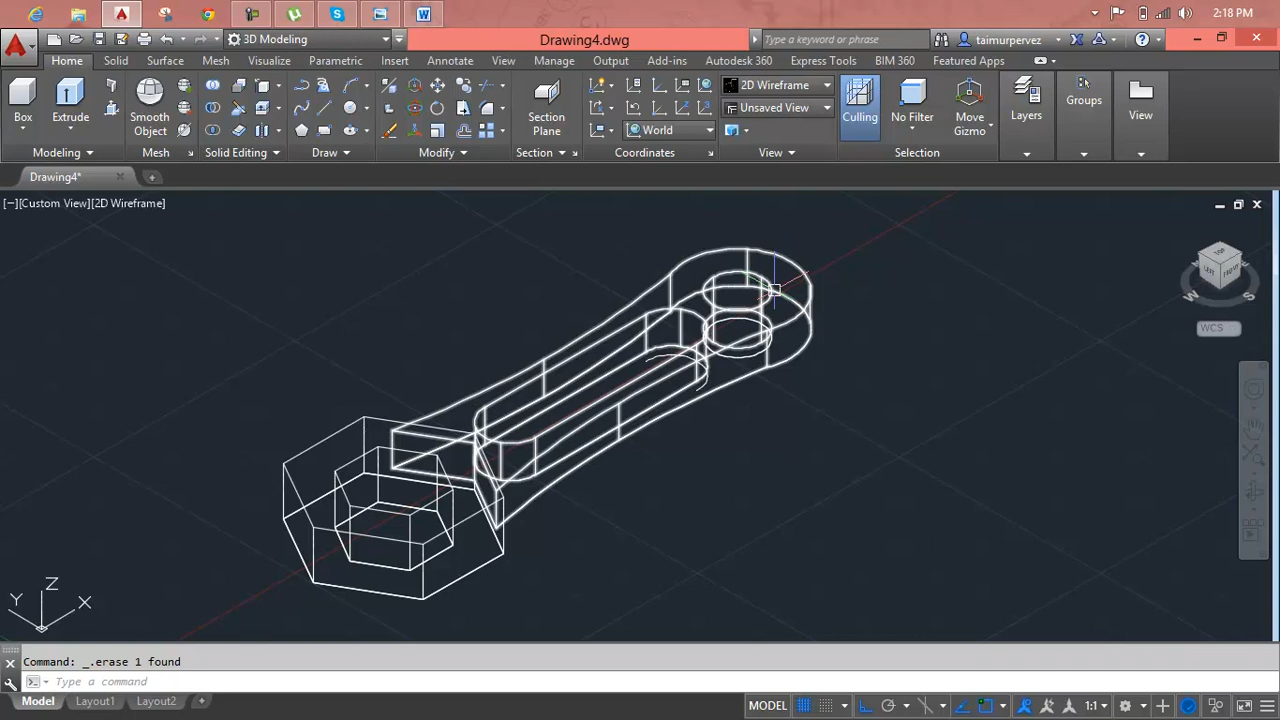 2:18 PM
3D Modeling
Drawing4.dwg
Type a keyword or phrase
taimurpervez
Home
Solid
Surface
Mesh
Visualize
Parametric
Insert
Annotate
View
Manage
Output
Add-ins
Autodesk 360
Express Tools
BIM 360
Featured Apps
Box
Extrude
Smooth Object
Section Plane
2D Wireframe
Unsaved View
World
Culling
No Filter
Move Gizmo
Layers
Groups
View
Modeling
Mesh
Solid Editing
Draw
Modify
Section
Coordinates
View
Selection
Drawing4*
[−][Custom View][2D Wireframe]
TOP
LEFT
FRONT
W
S
WCS
Z
Y
X
Command: _.erase 1 found
Type a command
Model
Layout1
Layout2
MODEL
1:1